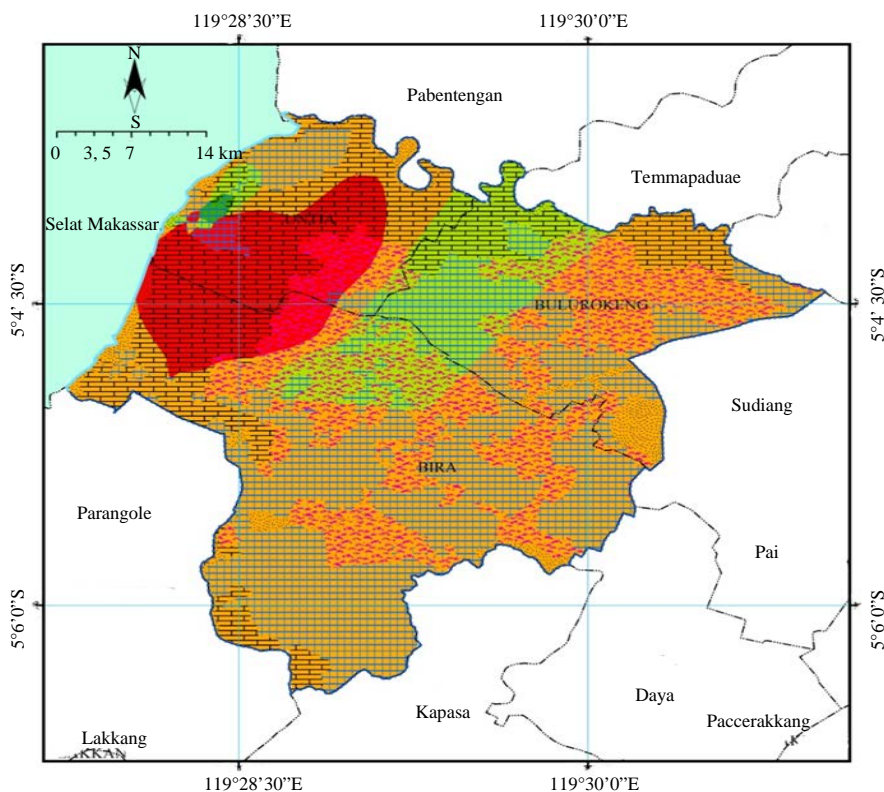 119°28'30"E 119°30'0"E
N
Pabentengan
S
0 3, 5 7 14 km
Temmapaduae
UNTIA
Selat Makassar
5°4' 30"S 5°4' 30"S
BULUROKENG
Sudiang
BIRA
Parangole
Pai
5°6'0"S 5°6'0"S
Daya
Kapasa
Paccerakkang
Lakkang
KKAN
119°28'30"E 119°30'0"E